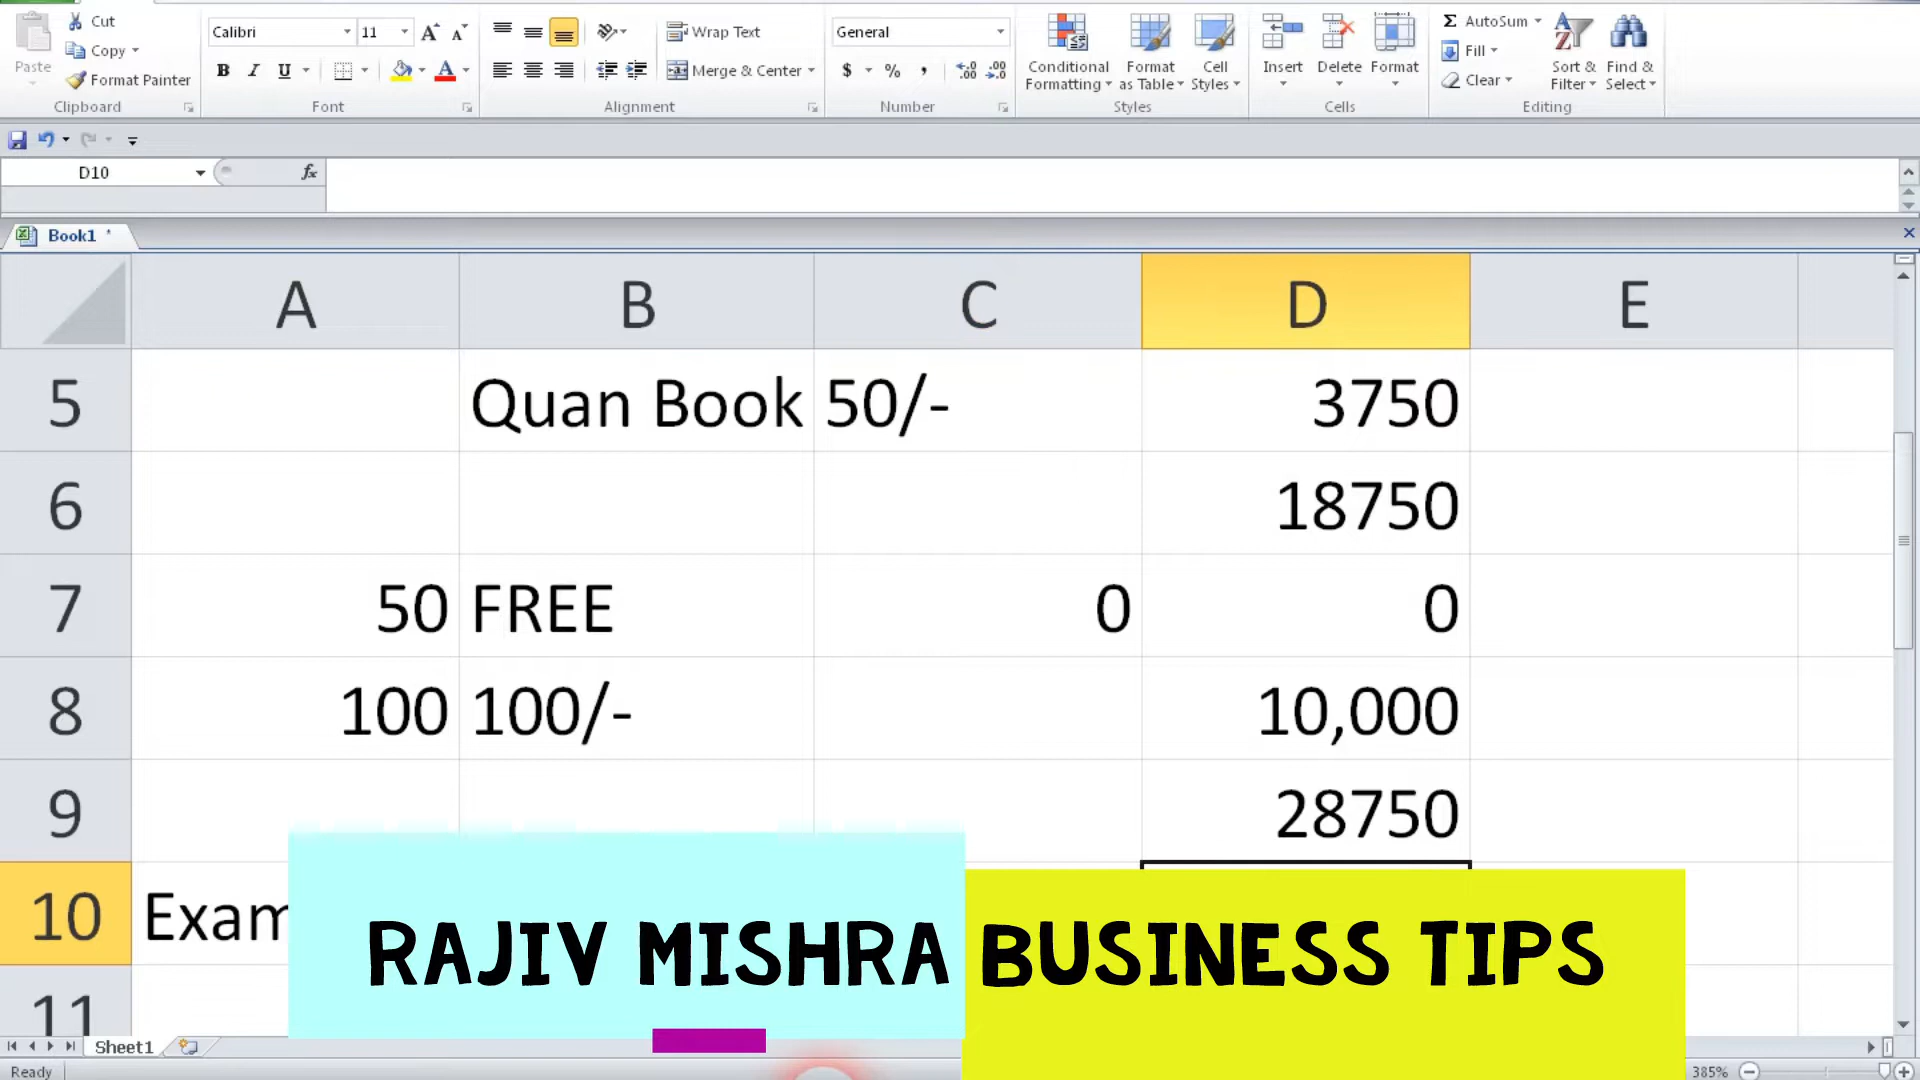 Cut
Copy
Paste
Format Painter
Clipboard
Calibri 11
B I U
Font
Wrap Text
Merge & Center
Alignment
General
$ % ,
Number
Conditional Formatting
Format as Table
Cell Styles
Styles
Insert
Delete
Format
Cells
Σ AutoSum
Fill
Clear
Sort & Filter
Find & Select
Editing
D10
fx
Book1 *
A B C D E
5 Quan Book 50/- 3750
6 18750
7 50 FREE 0 0
8 100 100/- 10,000
9 28750
10 Exam
11
RAJIV MISHRA BUSINESS TIPS
Sheet1
Ready
385%